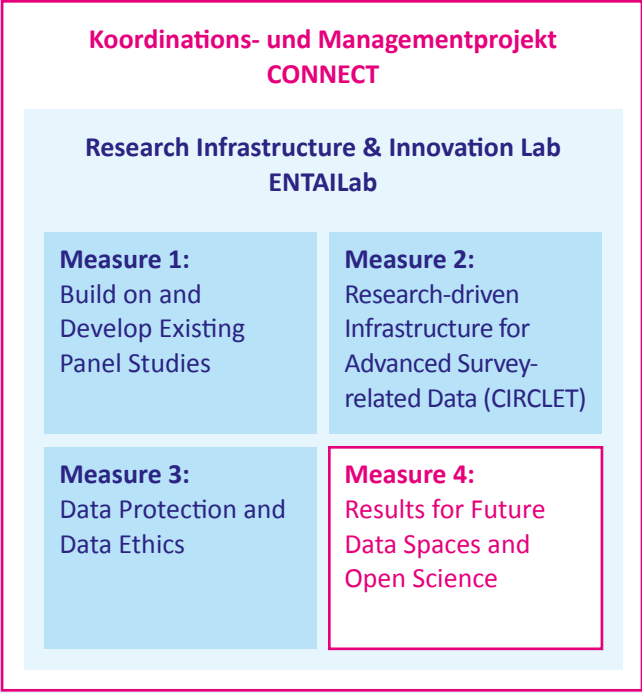 Koordinations- und Managementprojekt
CONNECT
Research Infrastructure & Innovation Lab
ENTAILab
Measure 1:
Build on and
Develop Existing
Panel Studies
Measure 2:
Research-driven
Infrastructure for
Advanced Survey-
related Data (CIRCLET)
Measure 3:
Data Protection and
Data Ethics
Measure 4:
Results for Future
Data Spaces and
Open Science